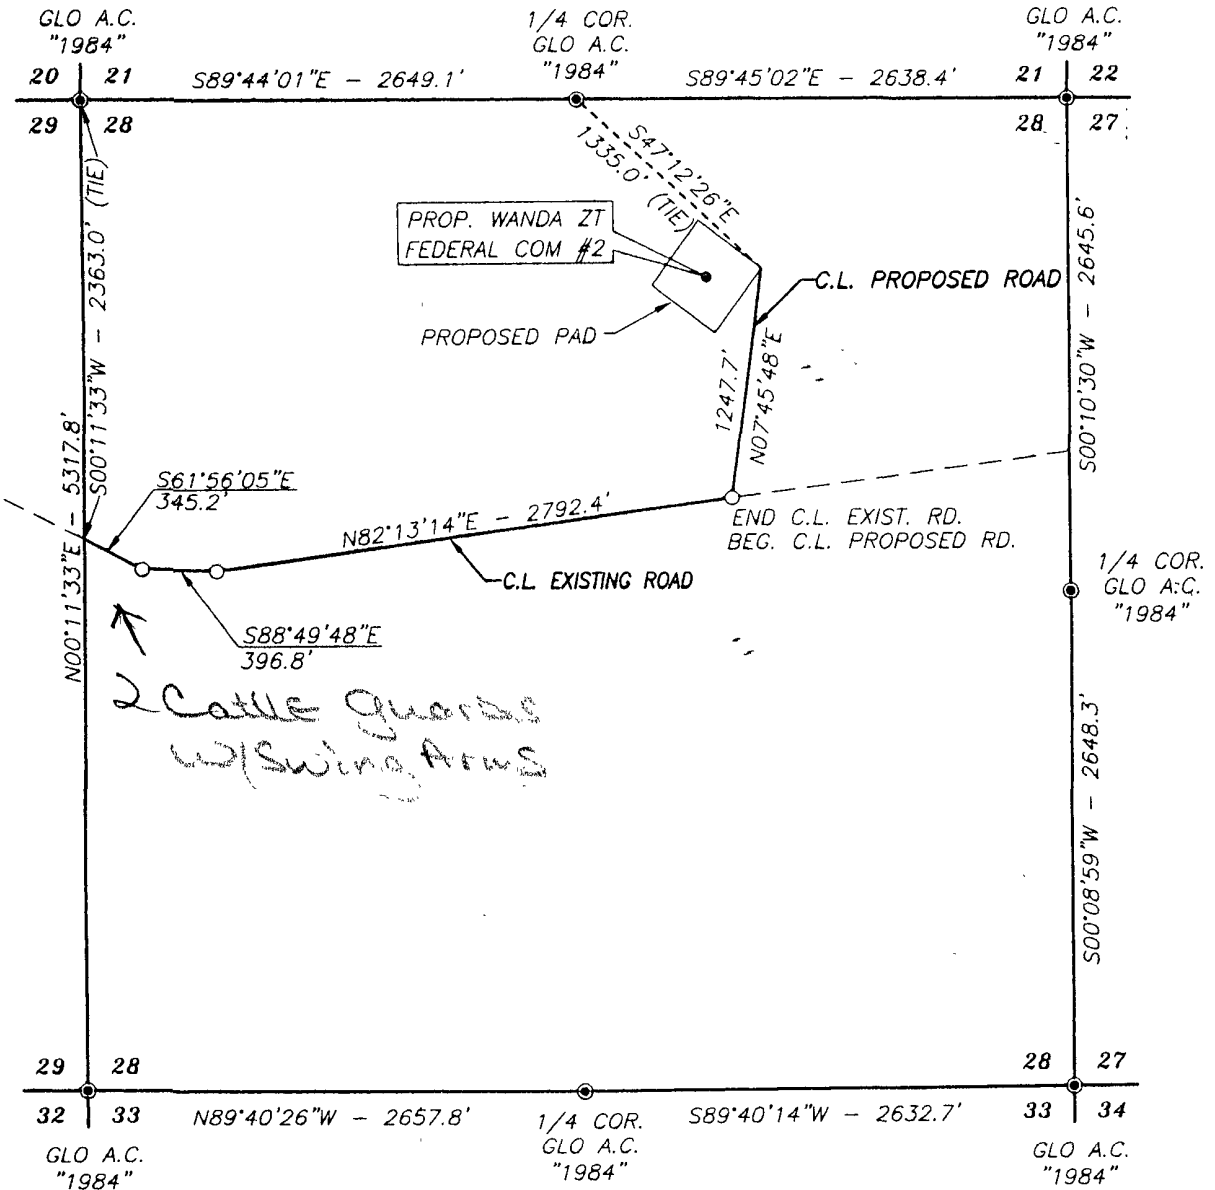 GLO A.C.
"1984"
1/4 COR.
GLO A.C.
"1984"
GLO A.C.
"1984"
20 21
S89°44'01"E - 2649.1'
S89°45'02"E - 2638.4'
21 22
29 28
28 27
S47°12'26"E
1335.0' (TIE)
S00°11'33"W - 2363.0' (TIE)
PROP. WANDA ZT
FEDERAL COM #2
C.L. PROPOSED ROAD
PROPOSED PAD
1247.7'
N07°45'48"E
S00°10'30"W - 2645.6'
N00°11'33"E - 5317.8'
S61°56'05"E
345.2'
N82°13'14"E - 2792.4'
END C.L. EXIST. RD.
BEG. C.L. PROPOSED RD.
C.L. EXISTING ROAD
1/4 COR.
GLO A.C.
"1984"
S88°49'48"E
396.8'
2 Cattle Guards
W/Swing Arms
S00°08'59"W - 2648.3'
29 28
28 27
32 33
N89°40'26"W - 2657.8'
S89°40'14"W - 2632.7'
33 34
GLO A.C.
"1984"
1/4 COR.
GLO A.C.
"1984"
GLO A.C.
"1984"